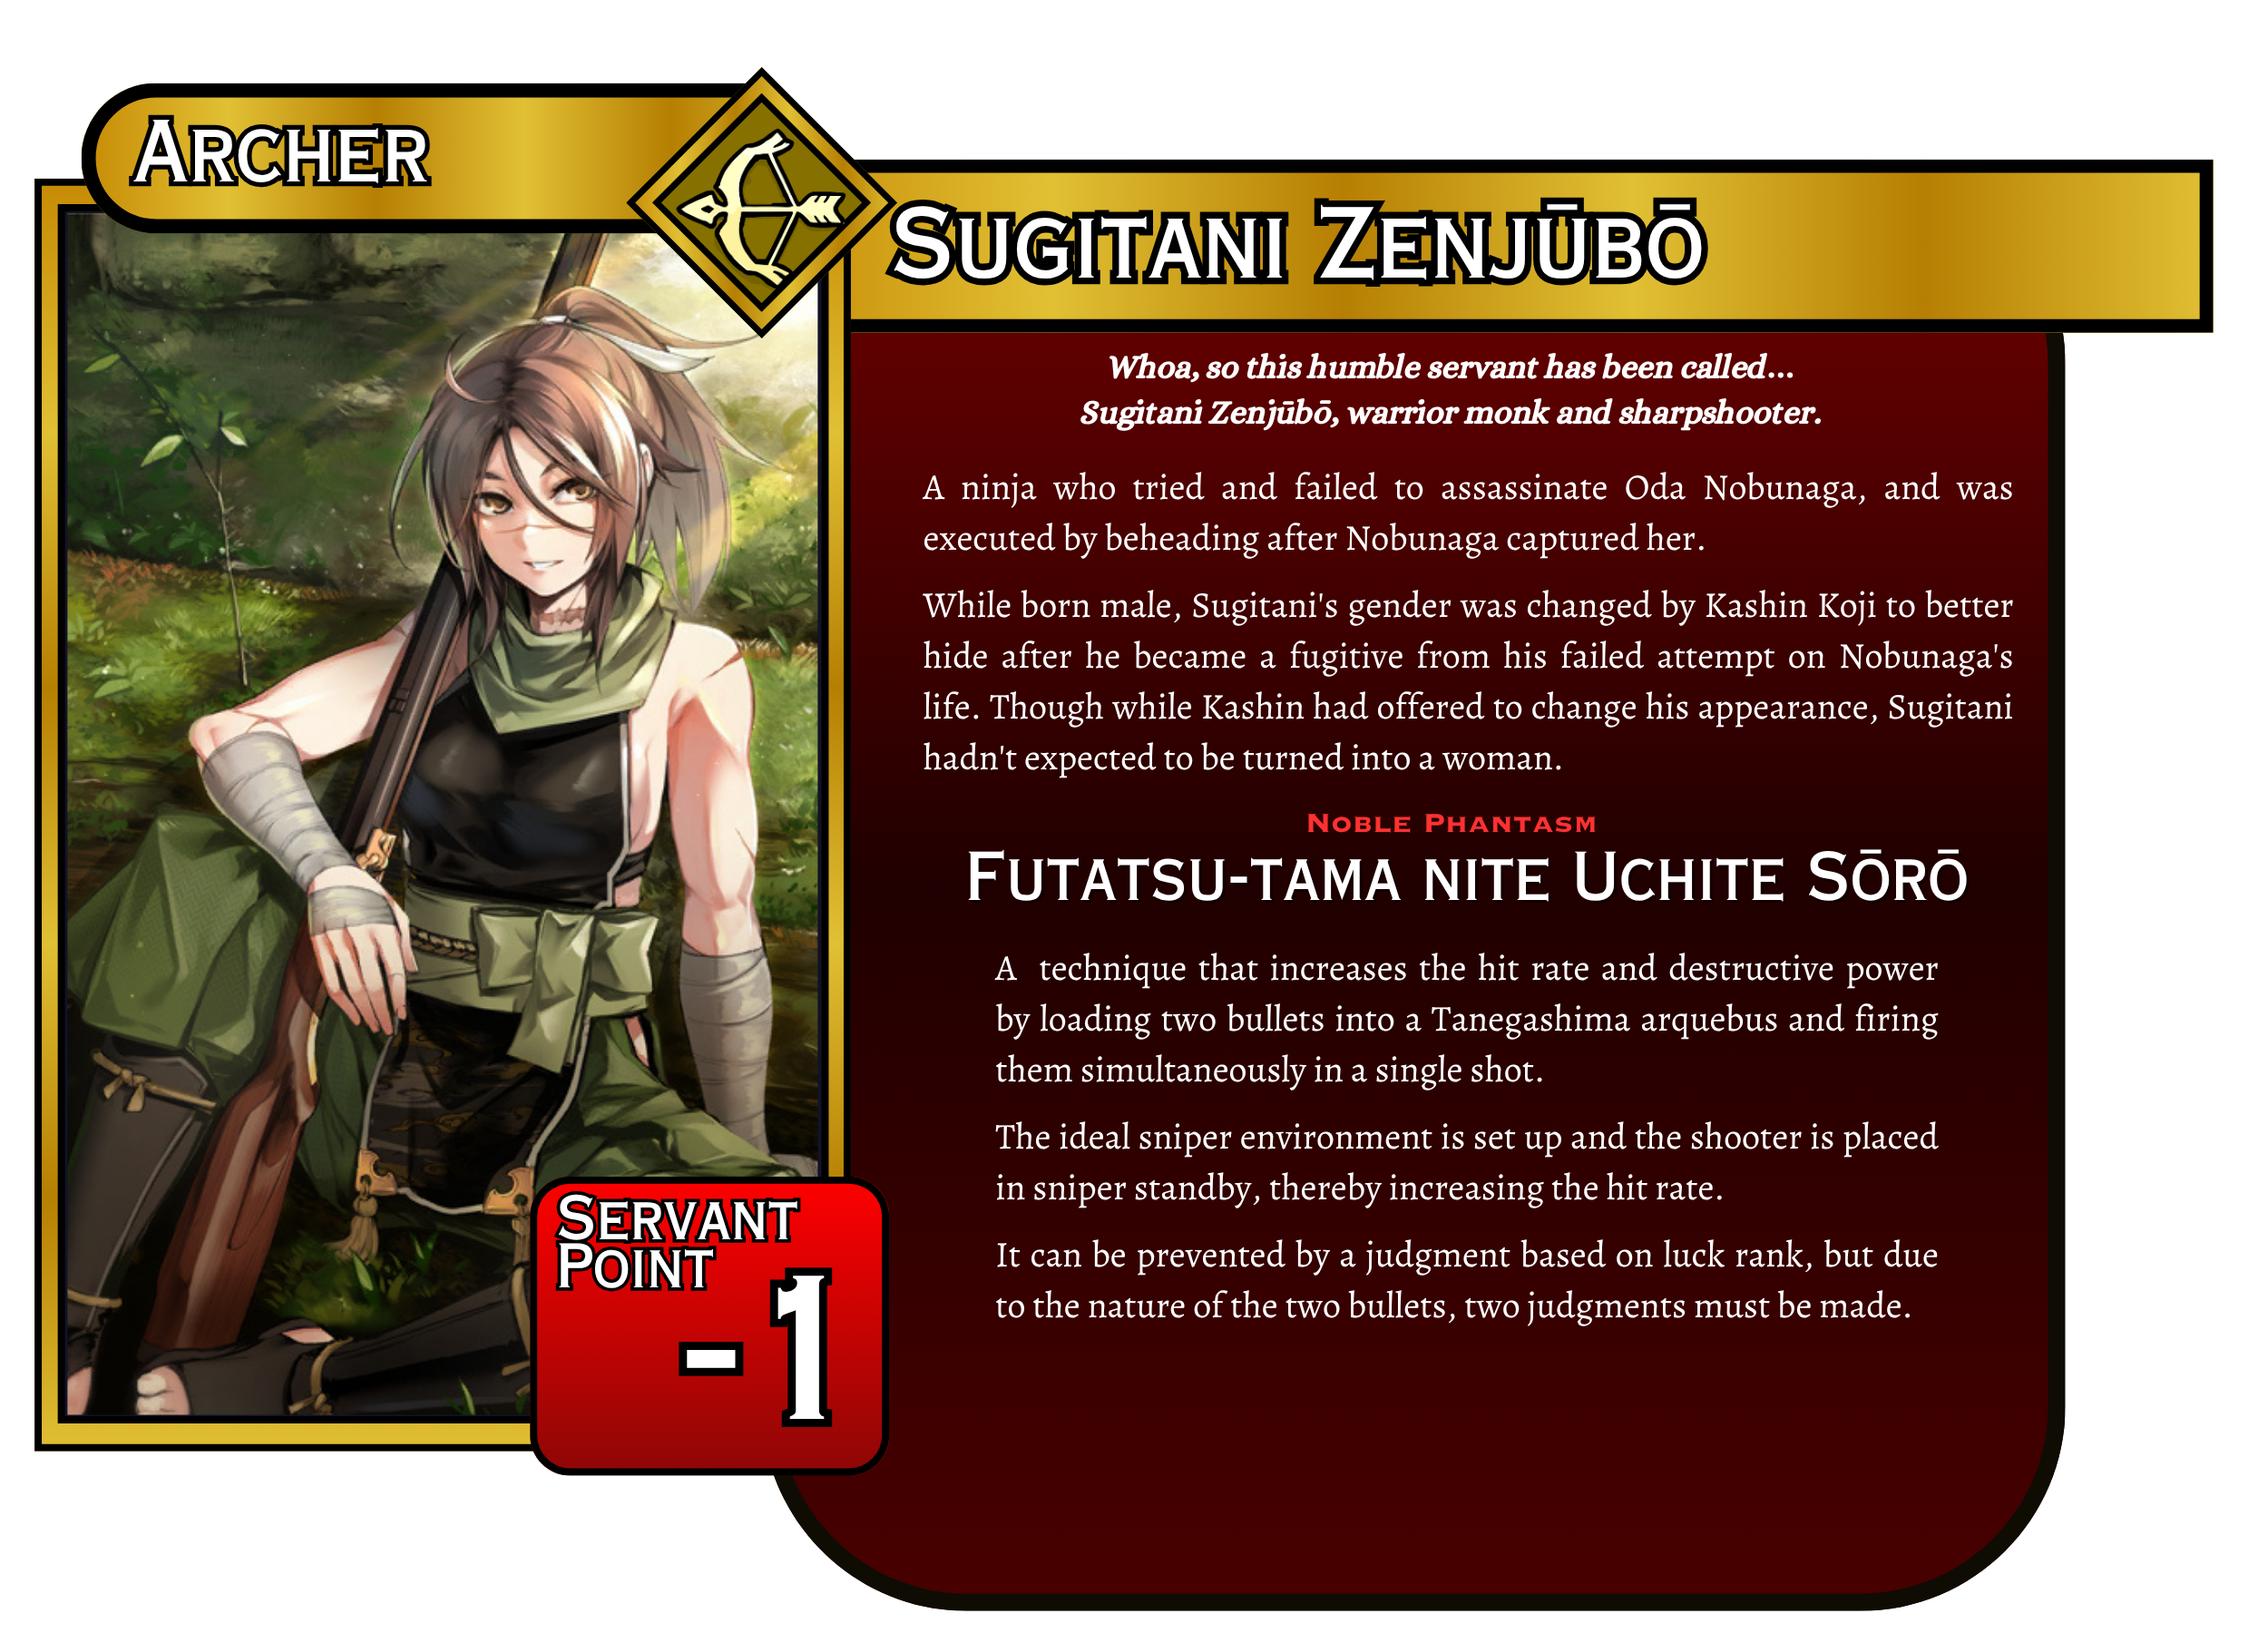 Archer
Sugitani Zenjūbō
Whoa, so this humble servant has been called...
Sugitani Zenjūbō, warrior monk and sharpshooter.
A ninja who tried and failed to assassinate Oda Nobunaga, and was
executed by beheading after Nobunaga captured her.
While born male, Sugitani's gender was changed by Kashin Koji to better
hide after he became a fugitive from his failed attempt on Nobunaga's
life. Though while Kashin had offered to change his appearance, Sugitani
hadn't expected to be turned into a woman.
Noble Phantasm
Futatsu-tama nite Uchite Sōrō
A technique that increases the hit rate and destructive power
by loading two bullets into a Tanegashima arquebus and firing
them simultaneously in a single shot.
The ideal sniper environment is set up and the shooter is placed
in sniper standby, thereby increasing the hit rate.
It can be prevented by a judgment based on luck rank, but due
to the nature of the two bullets, two judgments must be made.
Servant
Point
-1